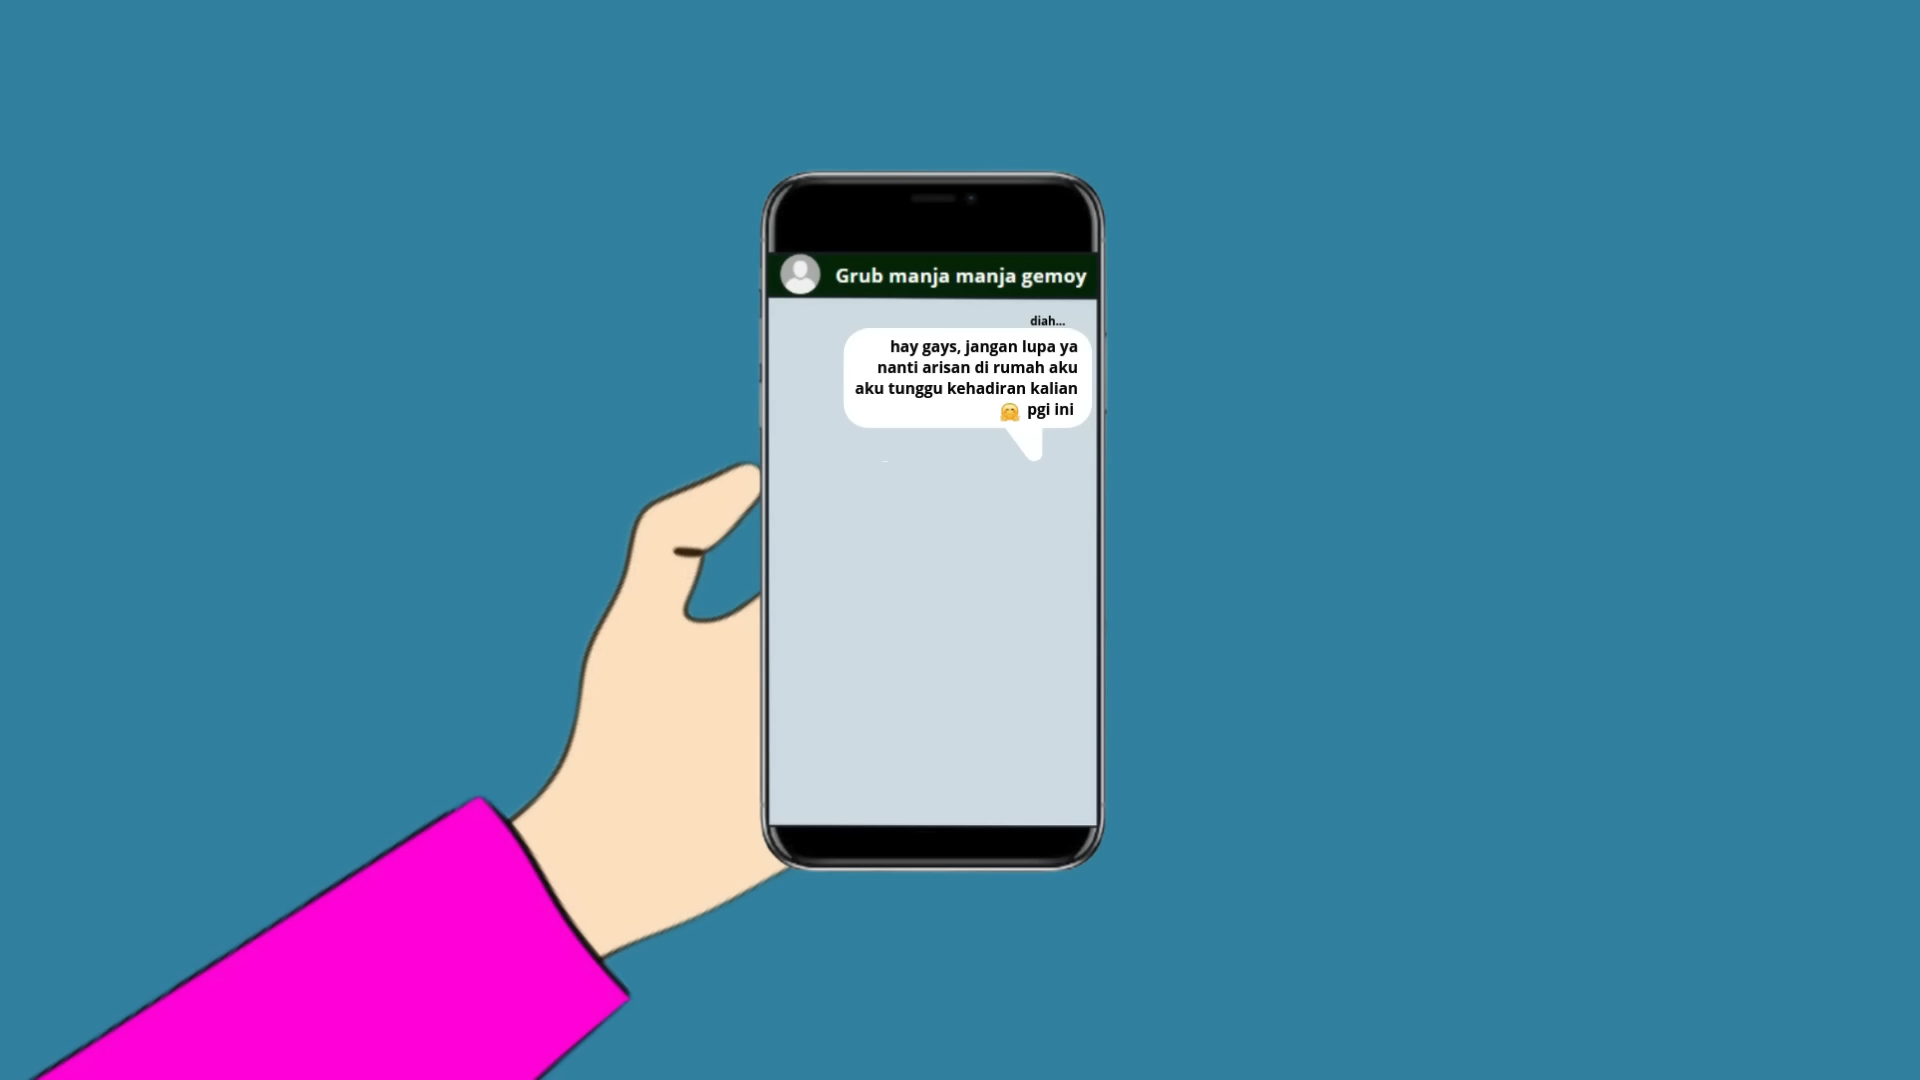 Grub manja manja gemoy
diah...
hay gays, jangan lupa ya
nanti arisan di rumah aku
aku tunggu kehadiran kalian
🤗 pgi ini